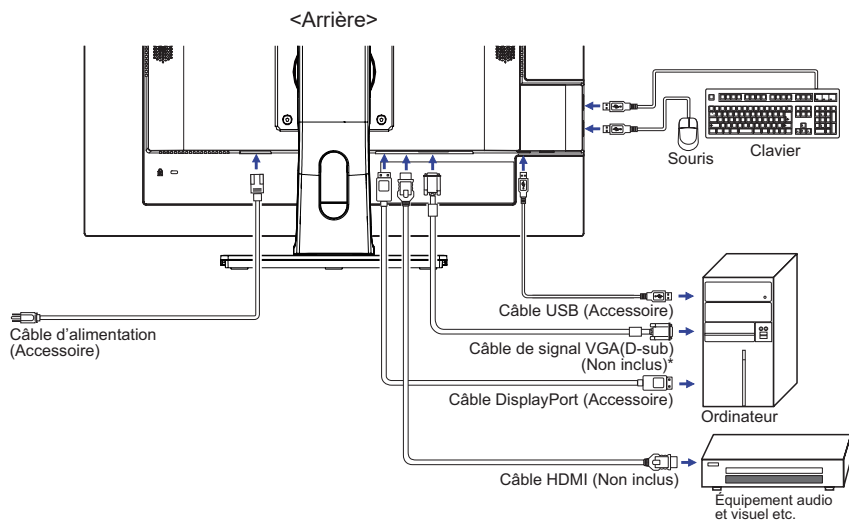 <Arrière>
Souris
Clavier
Câble d'alimentation
(Accessoire)
Câble USB (Accessoire)
Câble de signal VGA(D-sub)
(Non inclus)*
Câble DisplayPort (Accessoire)
Ordinateur
Câble HDMI (Non inclus)
Équipement audio
et visuel etc.